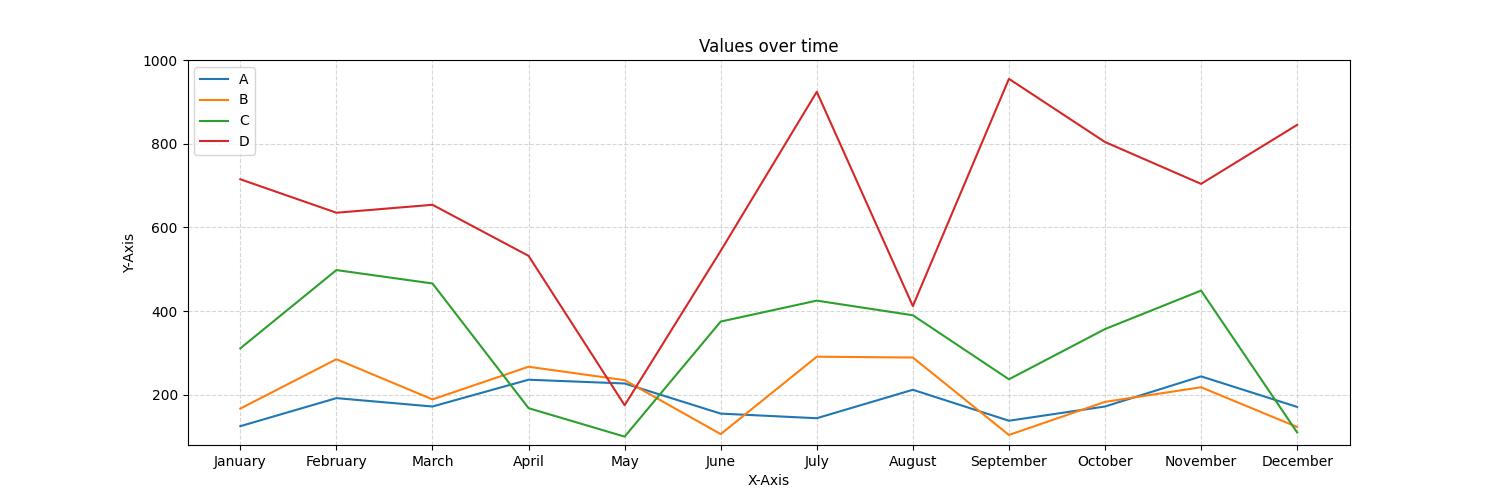 Values over time
1000
800
600
400
200
Y-Axis
A
B
C
D
January February March April May June July August September October November December
X-Axis